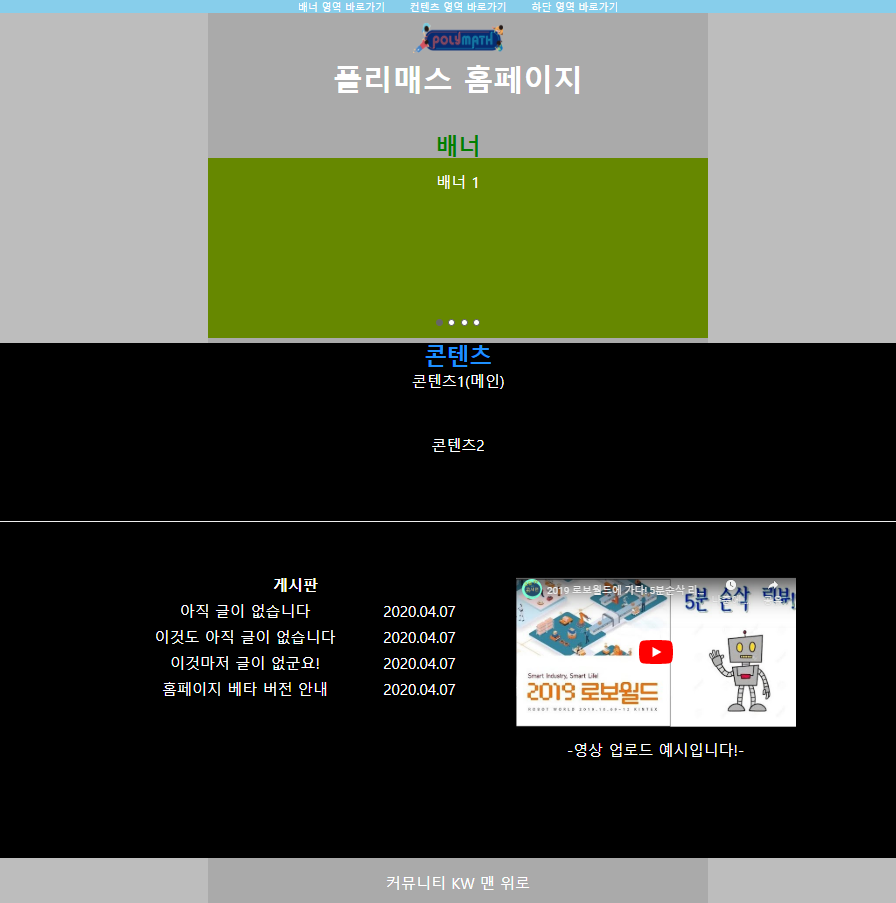 배너 영역 바로가기 컨텐츠 영역 바로가기 하단 영역 바로가기
POLYMATH
폴리매스 홈페이지
배너
배너 1
콘텐츠
콘텐츠1(메인)
콘텐츠2
게시판
아직 글이 없습니다 2020.04.07
이것도 아직 글이 없습니다 2020.04.07
이것마저 글이 없군요! 2020.04.07
홈페이지 베타 버전 안내 2020.04.07
2019 로보월드에 가다! 5분순삭 리
5분 순삭 리뷰!
Smart Industry, Smart Life!
2019 로보월드
-영상 업로드 예시입니다!-
커뮤니티 KW 맨 위로